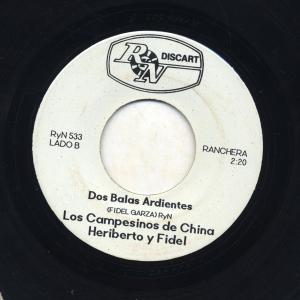 RyN DISCART
RyN 533
LADO B
RANCHERA
2:20
Dos Balas Ardientes
(FIDEL GARZA) RyN
Los Campesinos de China
Heriberto y Fidel